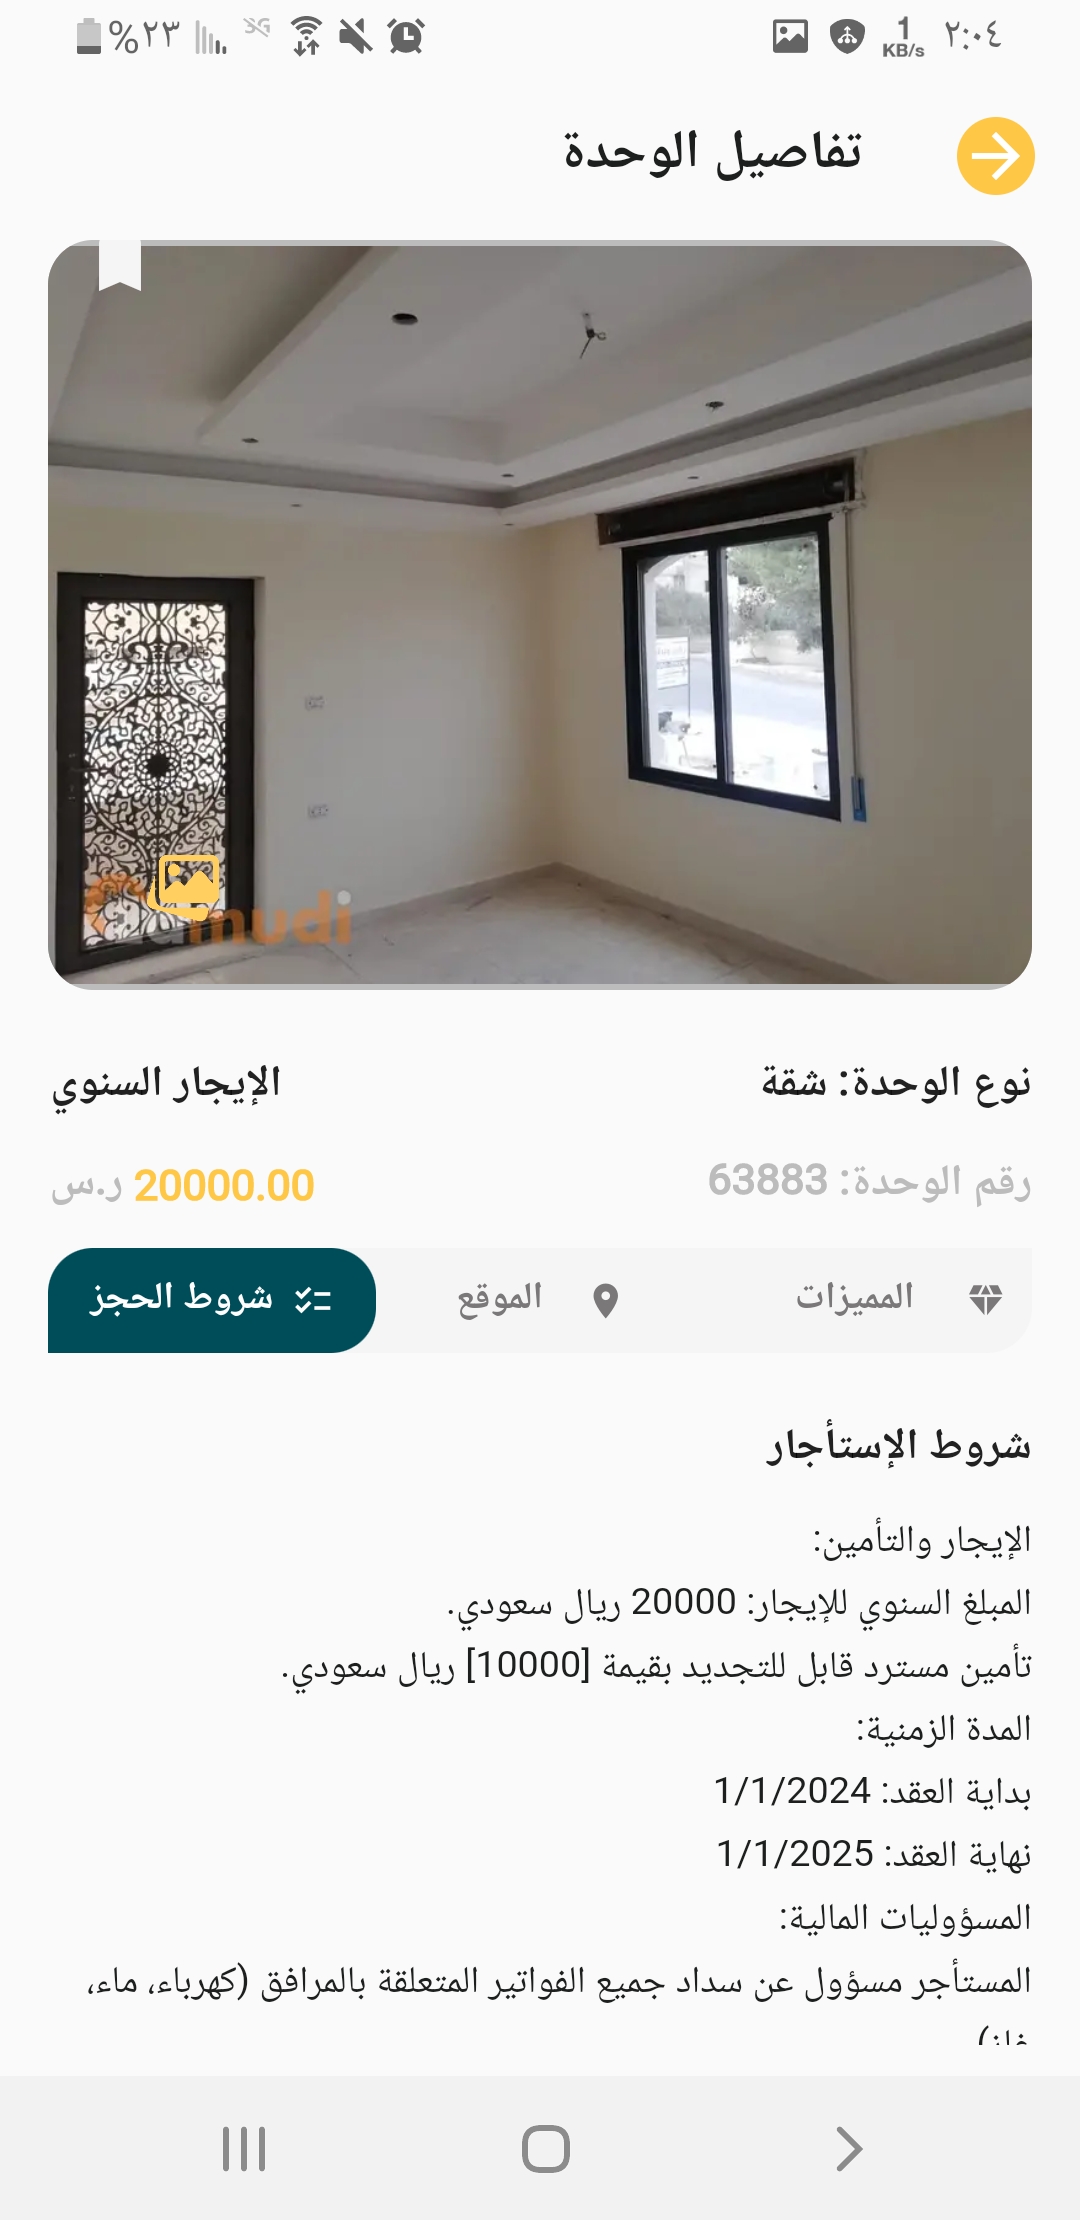 ٢:٠٤
1
KB/s
%٢٣
تفاصيل الوحدة
mudi
نوع الوحدة: شقة
الإيجار السنوي
رقم الوحدة: 63883
20000.00 ر.س
المميزات
الموقع
شروط الحجز
شروط الإستأجار
الإيجار والتأمين:
المبلغ السنوي للإيجار: 20000 ريال سعودي.
تأمين مسترد قابل للتجديد بقيمة [10000] ريال سعودي.
المدة الزمنية:
بداية العقد: 1/1/2024
نهاية العقد: 1/1/2025
المسؤوليات المالية:
المستأجر مسؤول عن سداد جميع الفواتير المتعلقة بالمرافق (كهرباء، ماء،